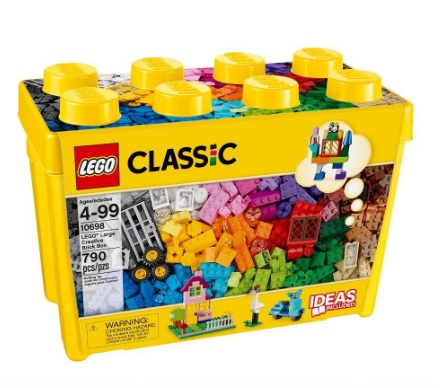 LEGO CLASSIC
Ages/edades
4-99
10698
LEGO® Large
Creative
Brick Box
790
pcs/pzs
IDEAS
INCLUDED
WARNING:
CHOKING HAZARD.